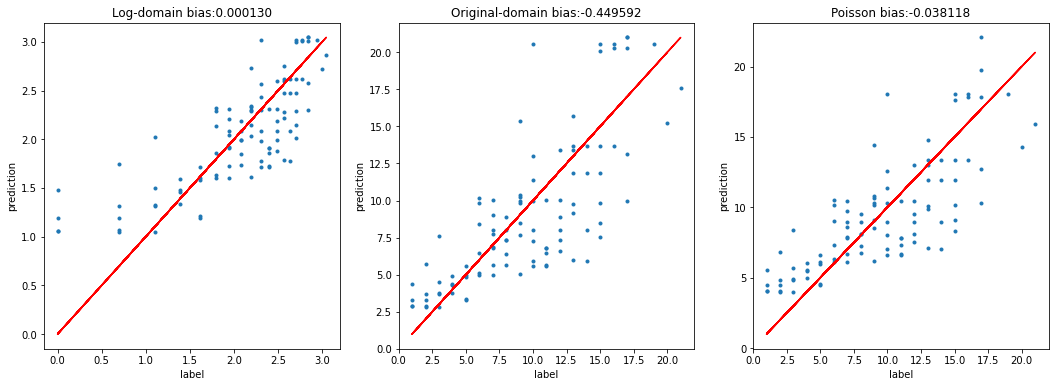 Log-domain bias:0.000130
3.0
2.5
2.0
1.5
1.0
0.5
0.0
prediction
0.0 0.5 1.0 1.5 2.0 2.5 3.0
label
Original-domain bias:-0.449592
20.0
17.5
15.0
12.5
10.0
7.5
5.0
2.5
0.00
prediction
0.0 2.5 5.0 7.5 10.0 12.5 15.0 17.5 20.0
label
Poisson bias:-0.038118
20
15
10
5
0
prediction
0.0 2.5 5.0 7.5 10.0 12.5 15.0 17.5 20.0
label